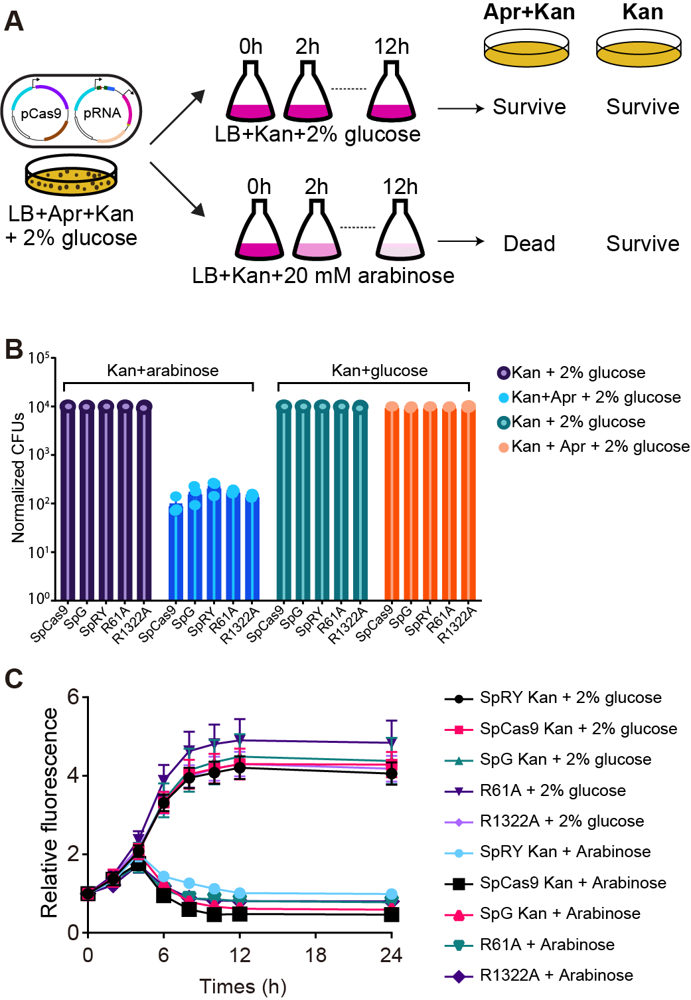 A
Apr+Kan
Kan
0h
2h
12h
pCas9
pRNA
Survive
Survive
LB+Kan+2% glucose
0h
2h
12h
LB+Apr+Kan
+ 2% glucose
Dead
Survive
LB+Kan+20 mM arabinose
B
10⁵
10⁴
10³
10²
10¹
10⁰
Normalized CFUs
Kan+arabinose
Kan+glucose
Kan + 2% glucose
Kan+Apr + 2% glucose
Kan + 2% glucose
Kan + Apr + 2% glucose
SpCas9
SpG
SpRY
R61A
R1322A
SpCas9
SpG
SpRY
R61A
R1322A
SpCas9
SpG
SpRY
R61A
R1322A
SpCas9
SpG
SpRY
R61A
R1322A
C
6
4
2
0
Relative fluorescence
0
6
12
18
24
Times (h)
SpRY Kan + 2% glucose
SpCas9 Kan + 2% glucose
SpG Kan + 2% glucose
R61A + 2% glucose
R1322A + 2% glucose
SpRY Kan + Arabinose
SpCas9 Kan + Arabinose
SpG Kan + Arabinose
R61A + Arabinose
R1322A + Arabinose